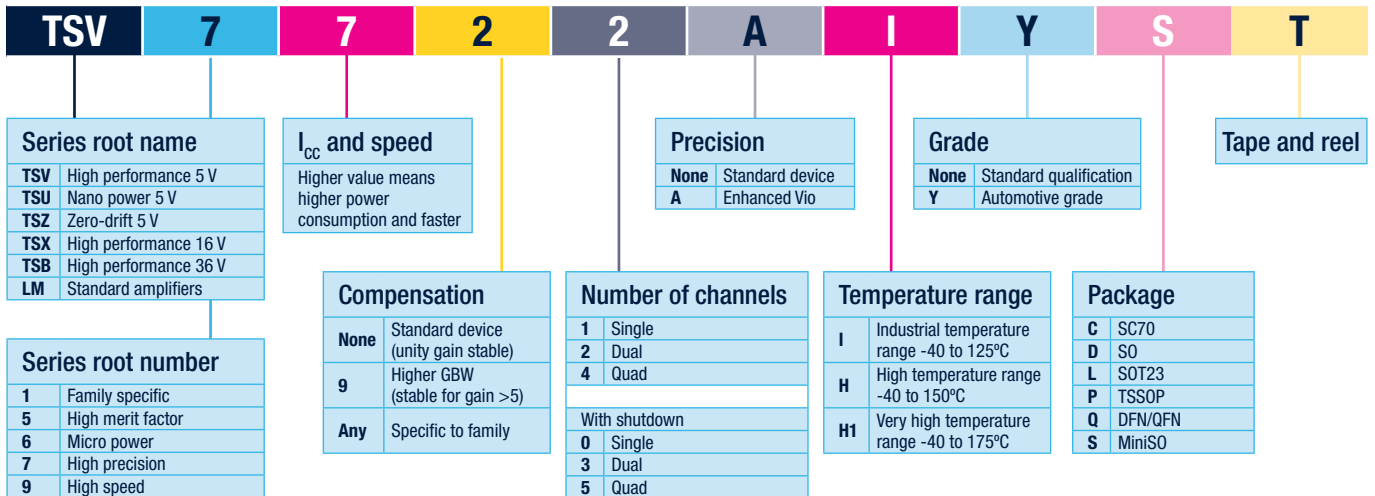 TSV 7 7 2 2 A I Y S T
Series root name
TSV High performance 5 V
TSU Nano power 5 V
TSZ Zero-drift 5 V
TSX High performance 16 V
TSB High performance 36 V
LM Standard amplifiers
Series root number
1 Family specific
5 High merit factor
6 Micro power
7 High precision
9 High speed
ICC and speed
Higher value means
higher power
consumption and faster
Compensation
None Standard device
(unity gain stable)
9 Higher GBW
(stable for gain >5)
Any Specific to family
Number of channels
1 Single
2 Dual
4 Quad
With shutdown
0 Single
3 Dual
5 Quad
Precision
None Standard device
A Enhanced Vio
Temperature range
I Industrial temperature
range -40 to 125ºC
H High temperature range
-40 to 150ºC
H1 Very high temperature
range -40 to 175ºC
Grade
None Standard qualification
Y Automotive grade
Package
C SC70
D SO
L SOT23
P TSSOP
Q DFN/QFN
S MiniSO
Tape and reel